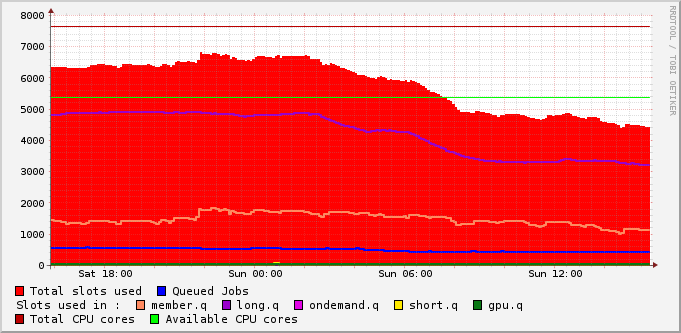 RRDTOOL / TOBI OETIKER
8000
7000
6000
5000
4000
3000
2000
1000
0
Sat 18:00 Sun 00:00 Sun 06:00 Sun 12:00
Total slots used Queued Jobs
Slots used in : member.q long.q ondemand.q short.q gpu.q
Total CPU cores Available CPU cores